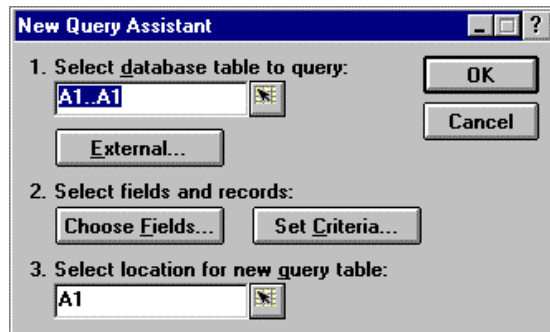 New Query Assistant
?
1. Select database table to query:
A1..A1
OK
External...
Cancel
2. Select fields and records:
Choose Fields... Set Criteria...
3. Select location for new query table:
A1